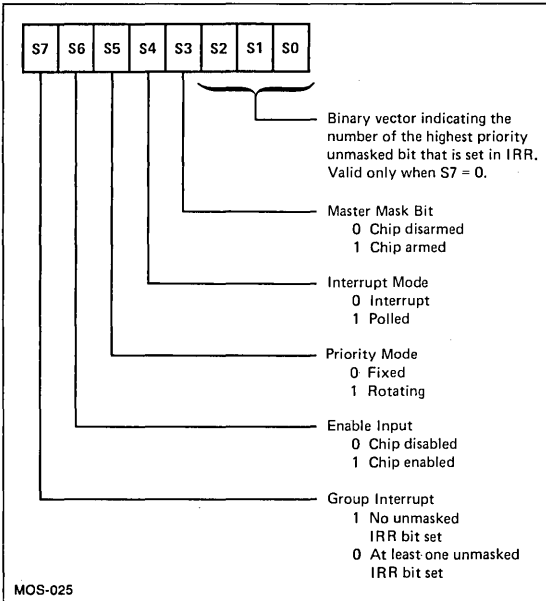 S7 S6 S5 S4 S3 S2 S1 S0
Binary vector indicating the
number of the highest priority
unmasked bit that is set in IRR.
Valid only when S7 = 0.
Master Mask Bit
0 Chip disarmed
1 Chip armed
Interrupt Mode
0 Interrupt
1 Polled
Priority Mode
0 Fixed
1 Rotating
Enable Input
0 Chip disabled
1 Chip enabled
Group Interrupt
1 No unmasked
IRR bit set
0 At least one unmasked
IRR bit set
MOS-025